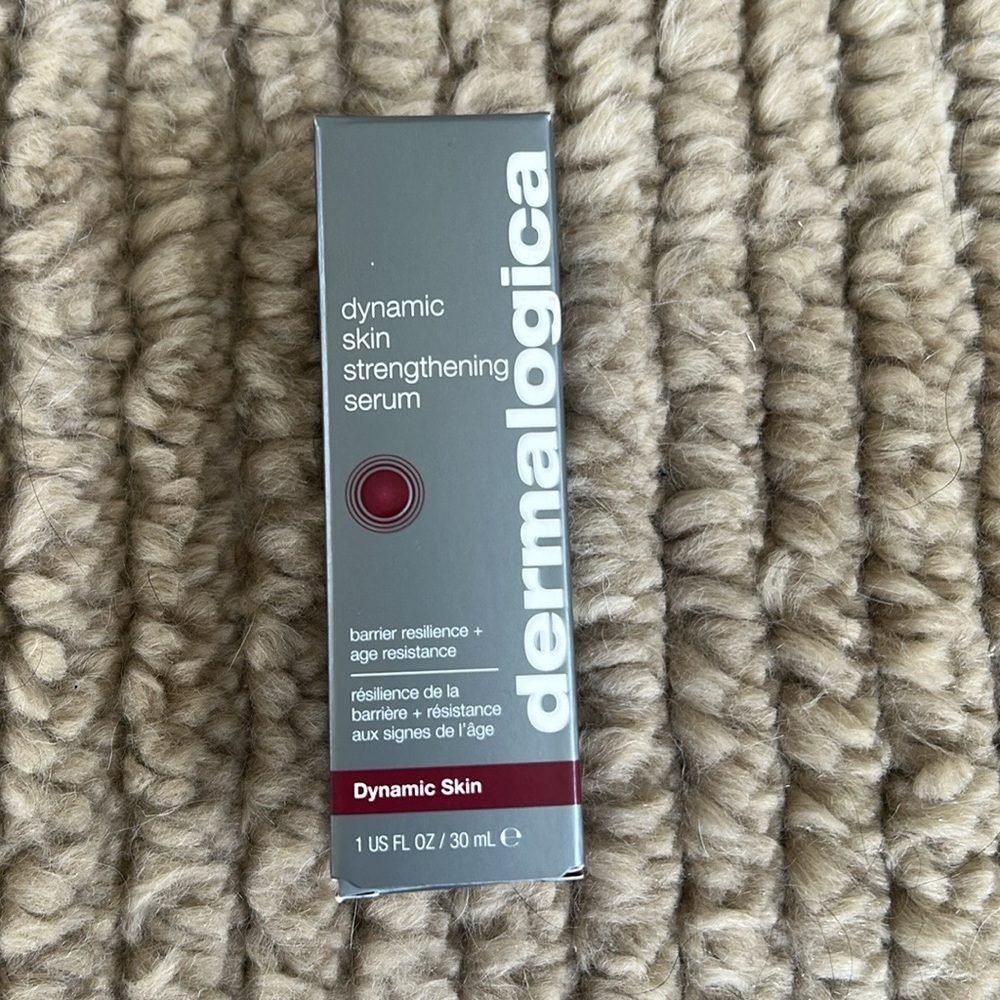 dermalogica
dynamic
skin
strengthening
serum
barrier resilience +
age resistance
résilience de la
barrière + résistance
aux signes de l'âge
Dynamic Skin
1 US FL OZ / 30 mL ℮